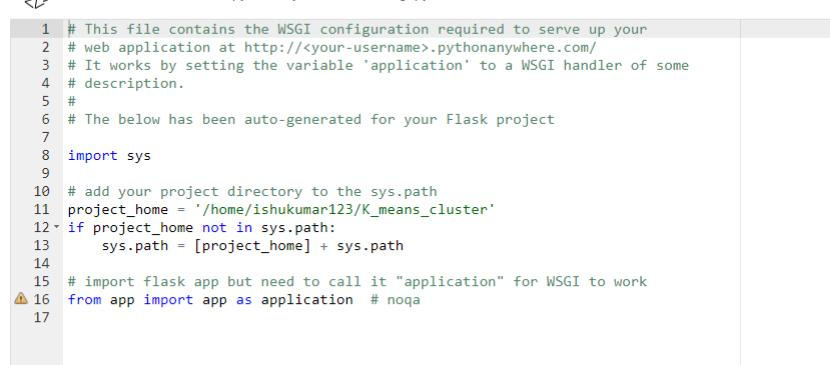 1 # This file contains the WSGI configuration required to serve up your
2 # web application at http://<your-username>.pythonanywhere.com/
3 # It works by setting the variable 'application' to a WSGI handler of some
4 # description.
5 #
6 # The below has been auto-generated for your Flask project
7
8 import sys
9
10 # add your project directory to the sys.path
11 project_home = '/home/ishukumar123/K_means_cluster'
12 if project_home not in sys.path:
13     sys.path = [project_home] + sys.path
14
15 # import flask app but need to call it "application" for WSGI to work
16 from app import app as application  # noqa
17